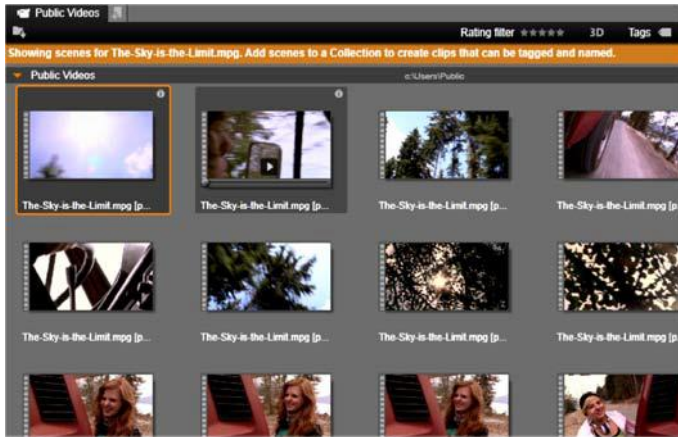 Public Videos
Rating filter 3D Tags
Showing scenes for The-Sky-is-the-Limit.mpg. Add scenes to a Collection to create clips that can be tagged and named.
Public Videos c:\Users\Public
The-Sky-is-the-Limit.mpg [p... The-Sky-is-the-Limit.mpg [p... The-Sky-is-the-Limit.mpg [p... The-Sky-is-the-Limit.mpg [p
The-Sky-is-the-Limit.mpg [p... The-Sky-is-the-Limit.mpg [p... The-Sky-is-the-Limit.mpg [p... The-Sky-is-the-Limit.mpg [p